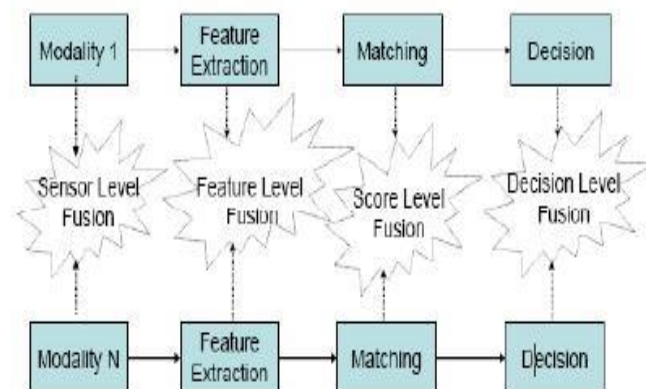 Modality 1
Feature
Extraction
Matching
Decision
Sensor Level
Fusion
Feature Level
Fusion
Score Level
Fusion
Decision Level
Fusion
Modality N
Feature
Extraction
Matching
Decision